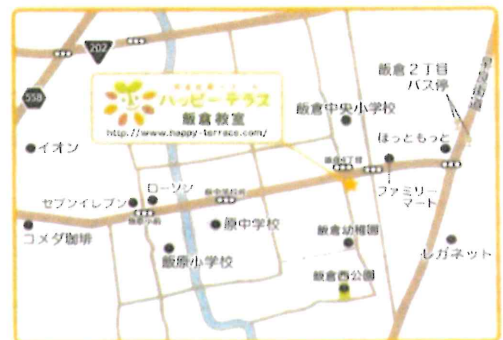 202
558
ハッピーテラス
飯倉教室
http://www.happy-terrace.com/
飯倉2丁目
バス停
飯倉中央小学校
ほっともっと
イオン
飯倉4丁目
ファミリー
マート
ローソン
セブンイレブン
コメダ珈琲
原中学校
飯原小学校
飯倉幼稚園
レガネット
飯倉西公園